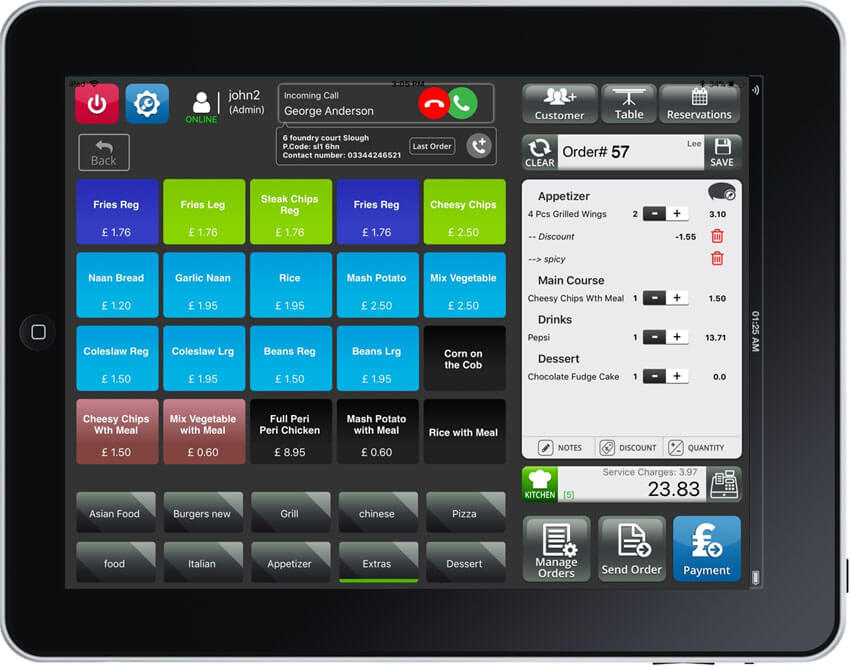 iPad
3:05 PM
34%
ONLINE
john2
(Admin)
Incoming Call
George Anderson
6 foundry court Slough
P.Code: sl1 6hn
Contact number: 03344246521
Last Order
Back
Customer
Table
Reservations
CLEAR
Order# 57
Lee
SAVE
Fries Reg
£ 1.76
Fries Leg
£ 1.76
Steak Chips
Reg
£ 1.76
Fries Reg
£ 1.76
Cheesy Chips
£ 2.50
Naan Bread
£ 1.20
Garlic Naan
£ 1.95
Rice
£ 1.95
Mash Potato
£ 2.50
Mix Vegetable
£ 2.50
Coleslaw Reg
£ 1.50
Coleslaw Lrg
£ 1.95
Beans Reg
£ 1.50
Beans Lrg
£ 1.95
Corn on
the Cob
Cheesy Chips
Wth Meal
£ 1.50
Mix Vegetable
with Meal
£ 0.60
Full Peri
Peri Chicken
£ 8.95
Mash Potato
with Meal
£ 0.60
Rice with Meal
Asian Food
Burgers new
Grill
chinese
Pizza
food
Italian
Appetizer
Extras
Dessert
Appetizer
4 Pcs Grilled Wings 2 - + 3.10
-- Discount -1.55
--> spicy
Main Course
Cheesy Chips Wth Meal 1 - + 1.50
Drinks
Pepsi 1 - + 13.71
Dessert
Chocolate Fudge Cake 1 - + 0.0
NOTES
DISCOUNT
QUANTITY
KITCHEN
[5]
Service Charges: 3.97
23.83
Manage
Orders
Send Order
£
Payment
01:25 AM